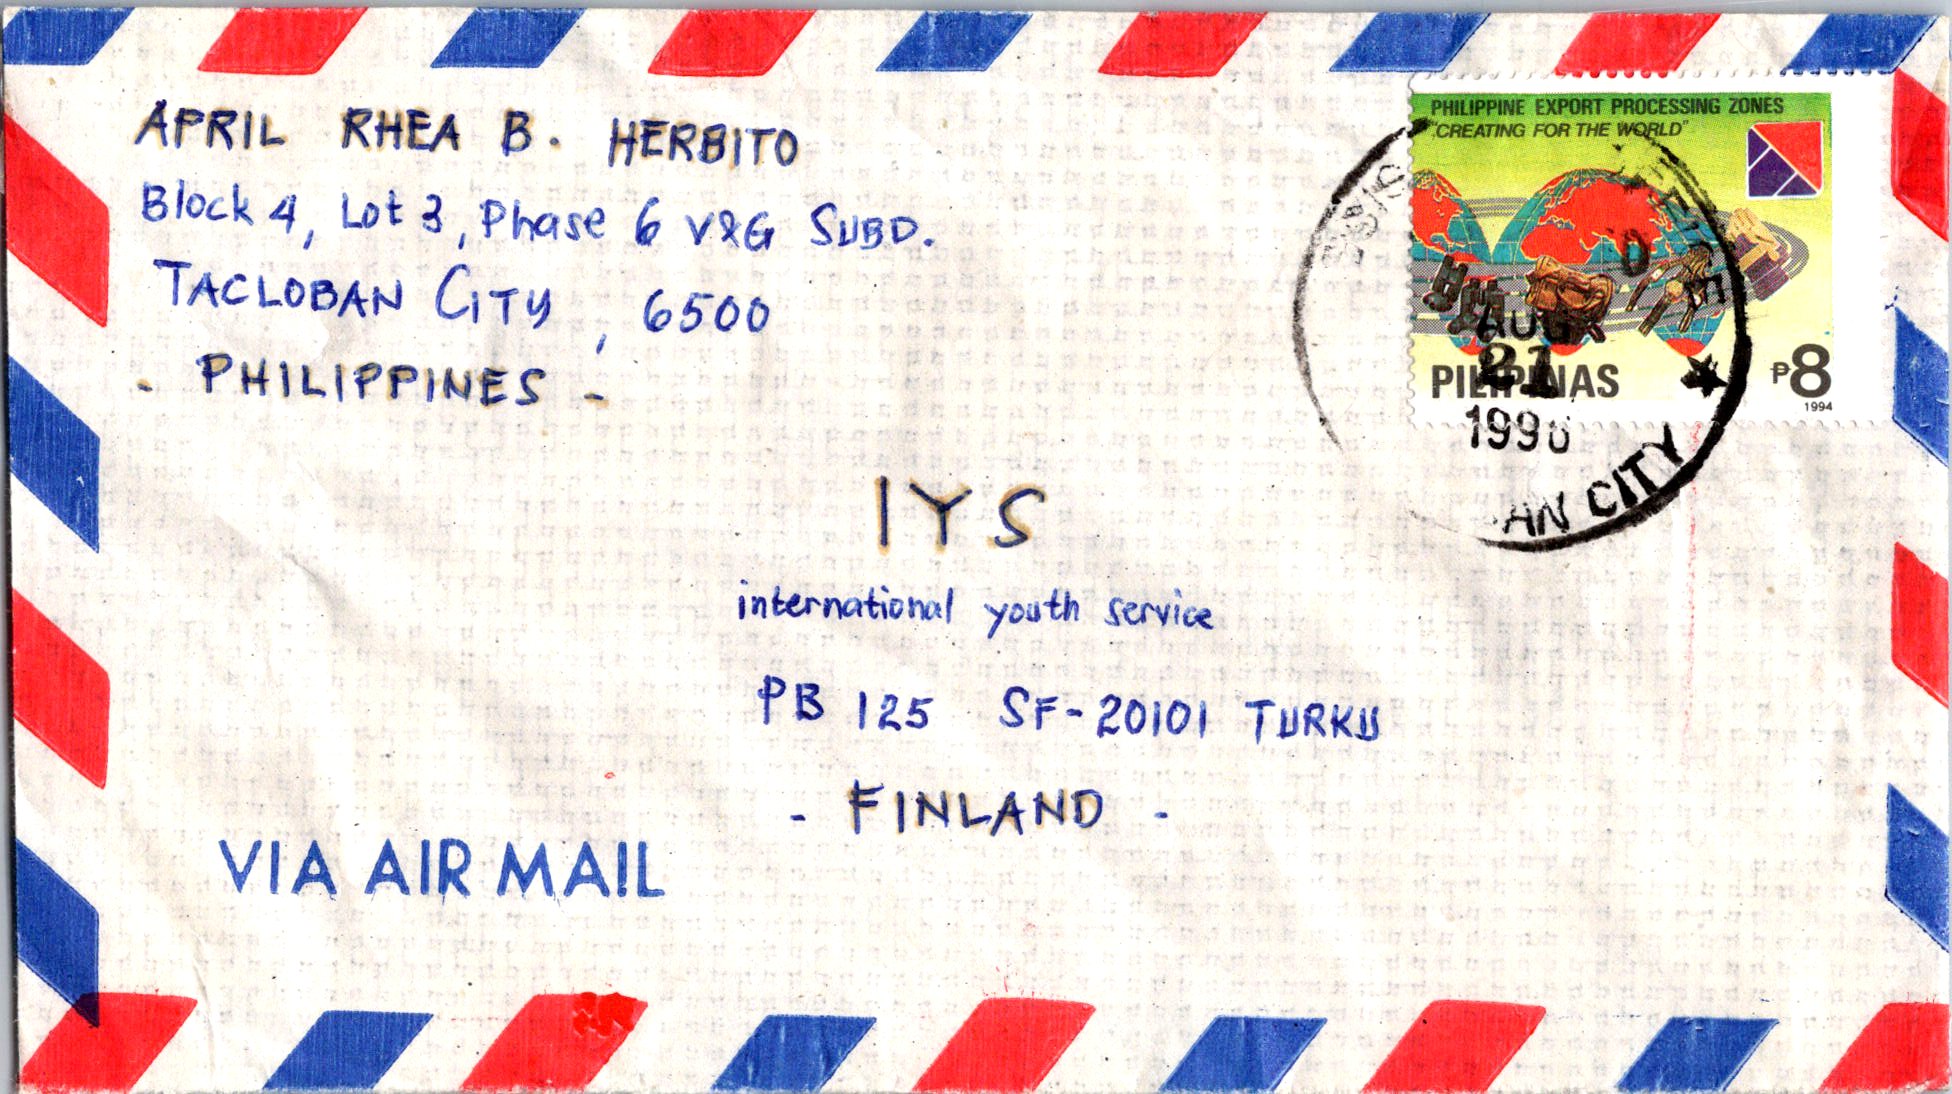 APRIL RHEA B. HERBITO
Block 4, Lot 3, Phase 6 V&G SUBD.
TACLOBAN CITY, 6500
- PHILIPPINES -
PHILIPPINE EXPORT PROCESSING ZONES
"CREATING FOR THE WORLD"
PILIPINAS
₱8
1994
AUG
21
AN CITY
IYS
international youth service
PB 125 SF-20101 TURKU
- FINLAND -
VIA AIR MAIL